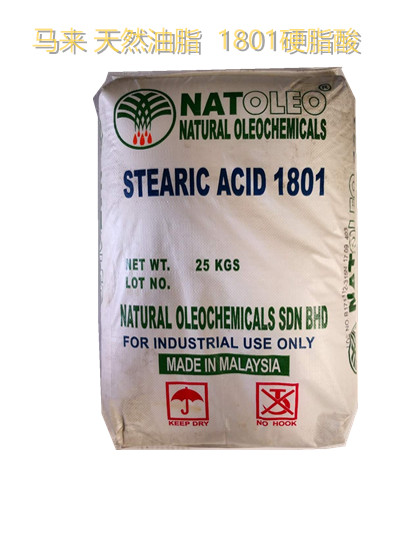 马来 天然油脂 1801硬脂酸
NATOLEO®
NATURAL OLEOCHEMICALS
STEARIC ACID 1801
NET WT. 25 KGS
LOT NO.
NATURAL OLEOCHEMICALS SDN BHD
FOR INDUSTRIAL USE ONLY
MADE IN MALAYSIA
KEEP DRY
NO HOOK